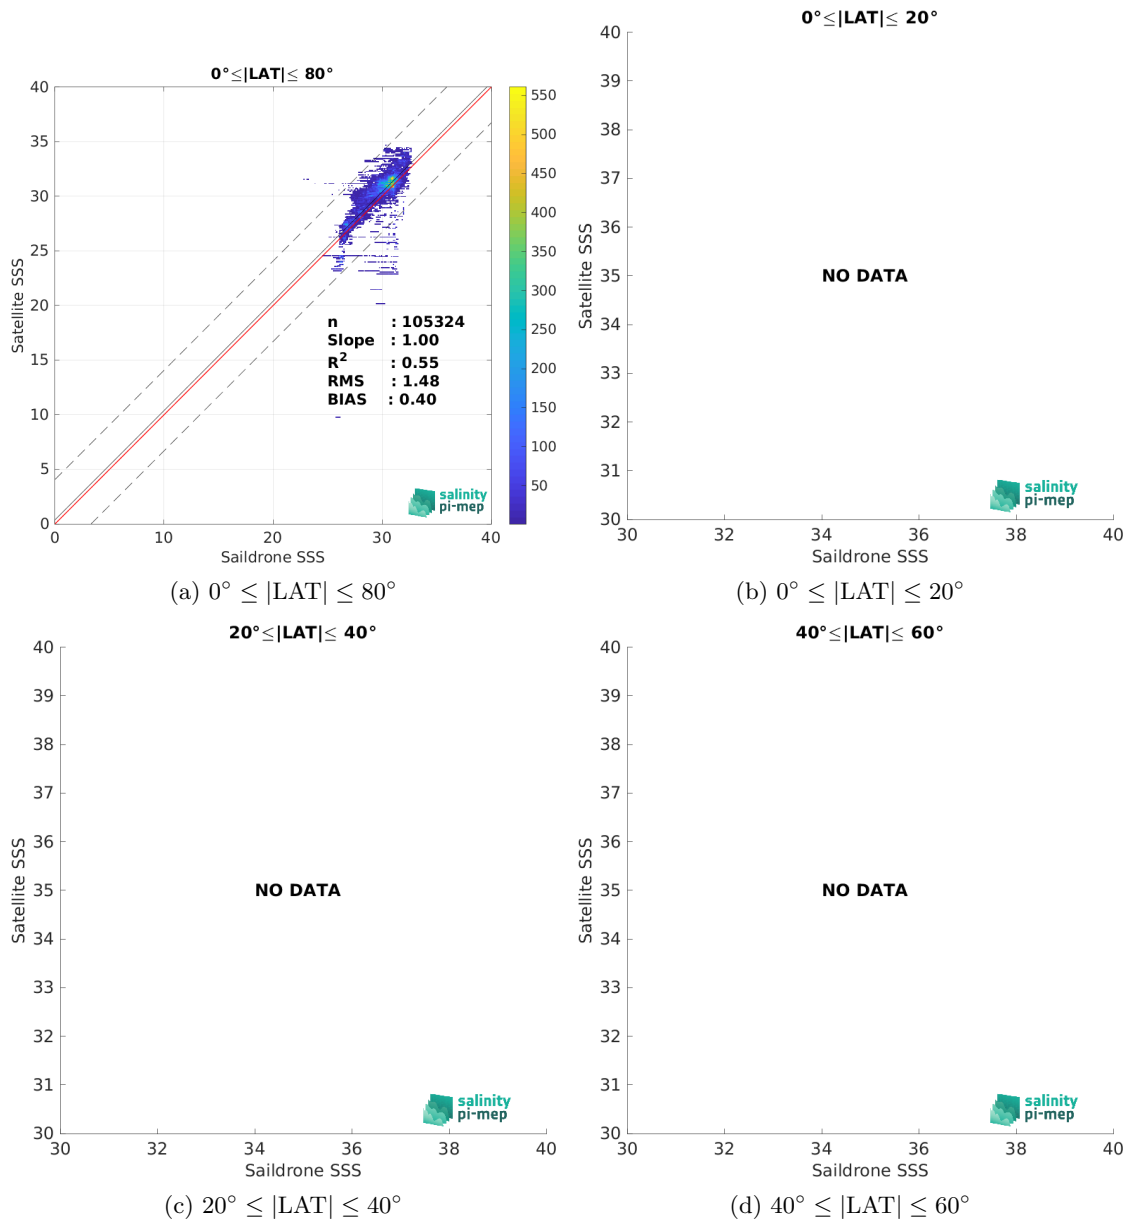 0°≤|LAT|≤ 80°
40
35
30
25
20
15
10
5
0
Satellite SSS
0
10
20
30
40
Saildrone SSS
550
500
450
400
350
300
250
200
150
100
50
n : 105324
Slope : 1.00
R² : 0.55
RMS : 1.48
BIAS : 0.40
salinity
pi-mep
(a) 0° ≤ |LAT| ≤ 80°
0°≤|LAT|≤ 20°
40
39
38
37
36
35
34
33
32
31
30
Satellite SSS
NO DATA
salinity
pi-mep
30
32
34
36
38
40
Saildrone SSS
(b) 0° ≤ |LAT| ≤ 20°
20°≤|LAT|≤ 40°
40
39
38
37
36
35
34
33
32
31
30
Satellite SSS
NO DATA
salinity
pi-mep
30
32
34
36
38
40
Saildrone SSS
(c) 20° ≤ |LAT| ≤ 40°
40°≤|LAT|≤ 60°
40
39
38
37
36
35
34
33
32
31
30
Satellite SSS
NO DATA
salinity
pi-mep
30
32
34
36
38
40
Saildrone SSS
(d) 40° ≤ |LAT| ≤ 60°